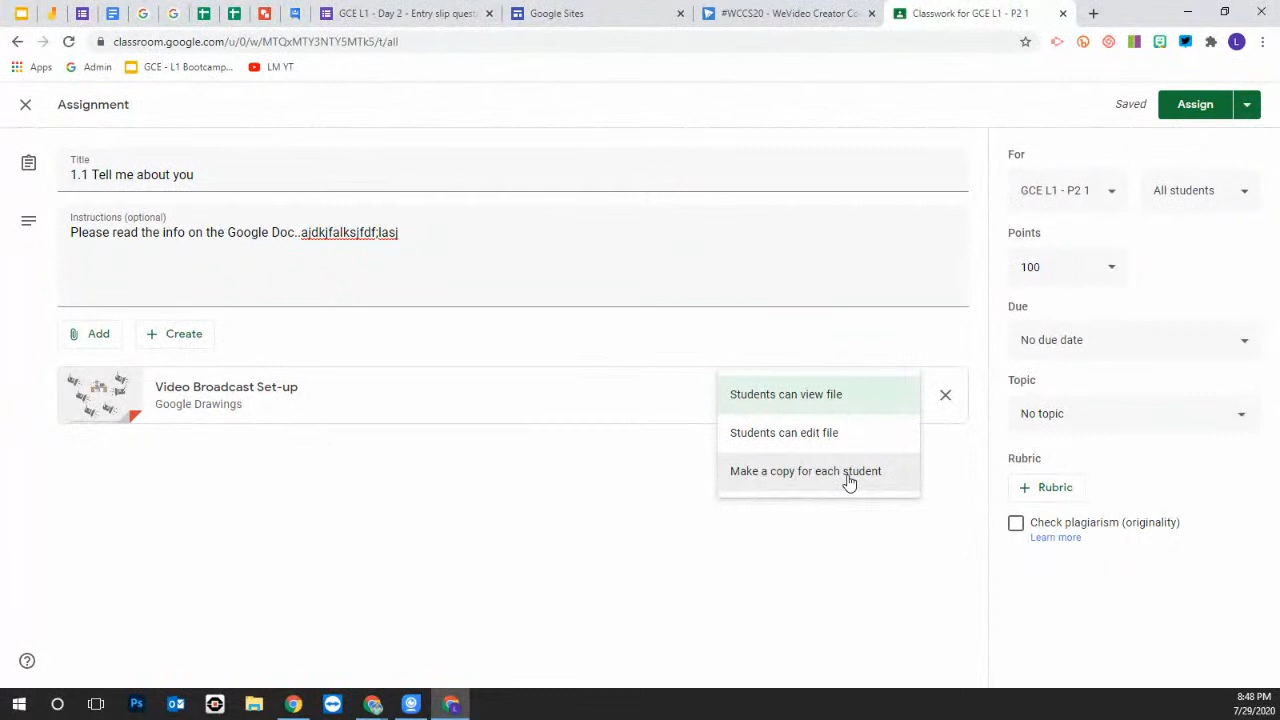 GCE L1 - Day 2 - Entry slip quest
Google Sites
#WCCS20 - WeVideo Creator Co
Classwork for GCE L1 - P2 1
classroom.google.com/u/0/w/MTQxMTY3NTY5MTk5/t/all
L
Apps
Admin
GCE - L1 Bootcamp...
LM YT
Assignment
Saved
Assign
Title
1.1 Tell me about you
Instructions (optional)
Please read the info on the Google Doc..ajdkjfalksjfdf;lasj
Add
Create
Video Broadcast Set-up
Google Drawings
Students can view file
Students can edit file
Make a copy for each student
For
GCE L1 - P2 1
All students
Points
100
Due
No due date
Topic
No topic
Rubric
Rubric
Check plagiarism (originality)
Learn more
Ps
8:48 PM
7/29/2020